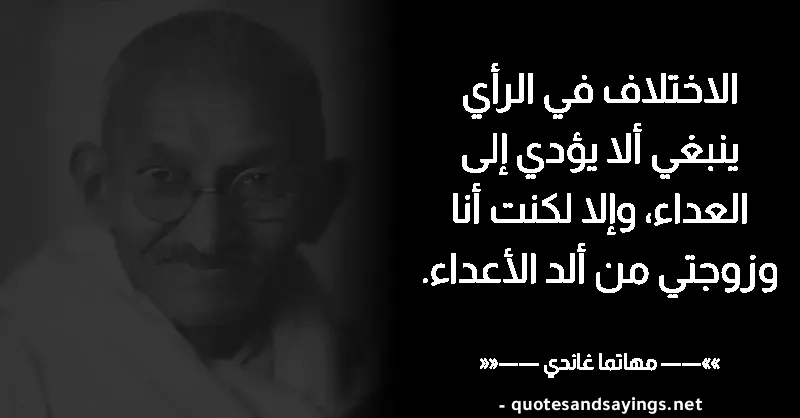 الاختلاف في الرأي
ينبغي ألا يؤدي إلى
العداء، وإلا لكنت أنا
وزوجتي من ألد الأعداء.
»»—— مهاتما غاندي ——««
- quotesandsayings.net